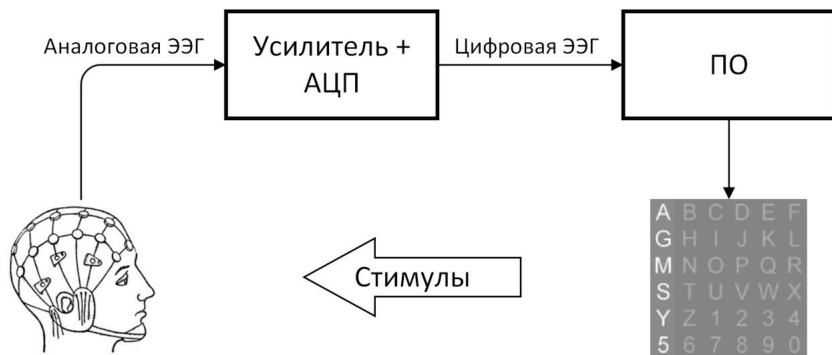 Аналоговая ЭЭГ
Усилитель +
АЦП
Цифровая ЭЭГ
ПО
Стимулы
A B C D E F
G H I J K L
M N O P Q R
S T U V W X
Y Z 1 2 3 4
5 6 7 8 9 0